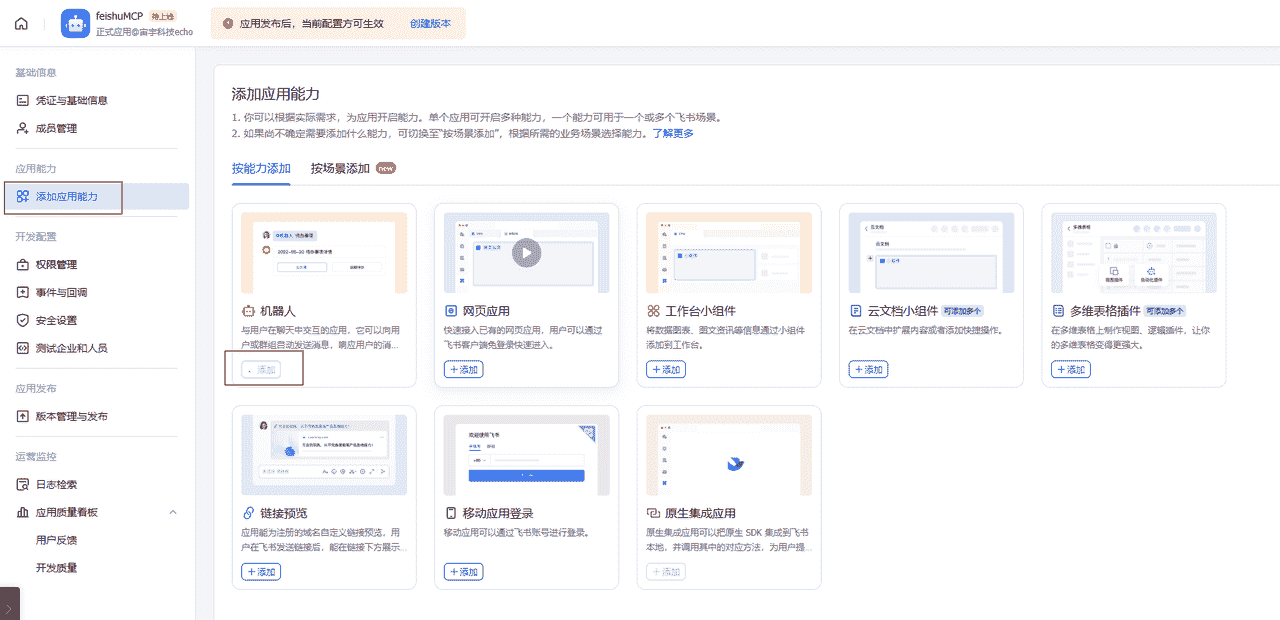 feishuMCP 待上线
正式应用@宙宇科技echo
应用发布后，当前配置方可生效 创建版本
基础信息
凭证与基础信息
成员管理
应用能力
添加应用能力
开发配置
权限管理
事件与回调
安全设置
测试企业和人员
应用发布
版本管理与发布
运营监控
日志检索
应用质量看板
用户反馈
开发质量
添加应用能力
1. 你可以根据实际需求，为应用开启能力。单个应用可开启多种能力，一个能力可用于一个或多个飞书场景。
2. 如果尚不确定需要添加什么能力，可切换至“按场景添加”，根据所需的业务场景选择能力。了解更多
按能力添加 按场景添加 new
机器人
与用户在聊天中交互的应用，它可以向用
户或群组自动发送消息，响应用户的消...
添加
网页应用
快速接入已有的网页应用，用户可以通过
飞书客户端免登录快速进入。
+ 添加
工作台小组件
将数据图表、图文资讯等信息通过小组件
添加到工作台。
+ 添加
云文档
云文档
云文档小组件 可添加多个
在云文档中扩展内容或者添加快捷操作。
+ 添加
多维表格
多维表格插件 可添加多个
在多维表格上制作视图、逻辑插件，让你
的多维表格变得更强大。
+ 添加
链接预览
应用能为注册的域名自定义链接预览，用
户在飞书发送链接后，能在链接下方展示...
+ 添加
欢迎使用飞书
移动应用登录
移动应用可以通过飞书账号进行登录。
+ 添加
原生集成应用
原生集成应用可以把原生 SDK 集成到飞书
本地，并调用其中的对应方法，为用户提...
+ 添加